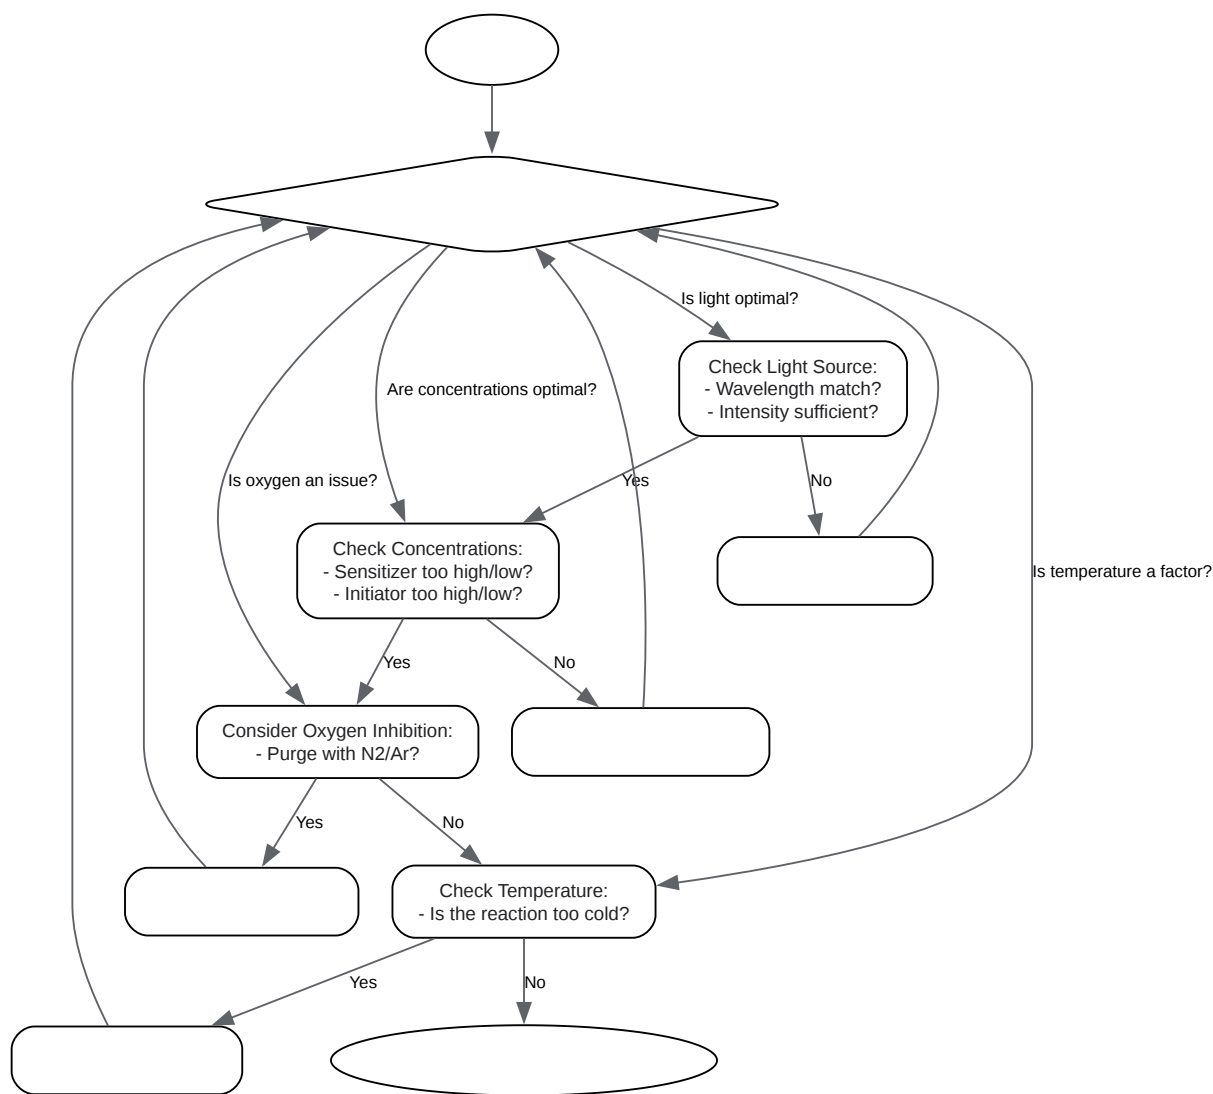 Is light optimal?
Check Light Source:
- Wavelength match?
- Intensity sufficient?
Are concentrations optimal?
Is oxygen an issue?
Yes
No
Check Concentrations:
- Sensitizer too high/low?
- Initiator too high/low?
Is temperature a factor?
Yes
No
Consider Oxygen Inhibition:
- Purge with N2/Ar?
Yes
No
Check Temperature:
- Is the reaction too cold?
Yes
No